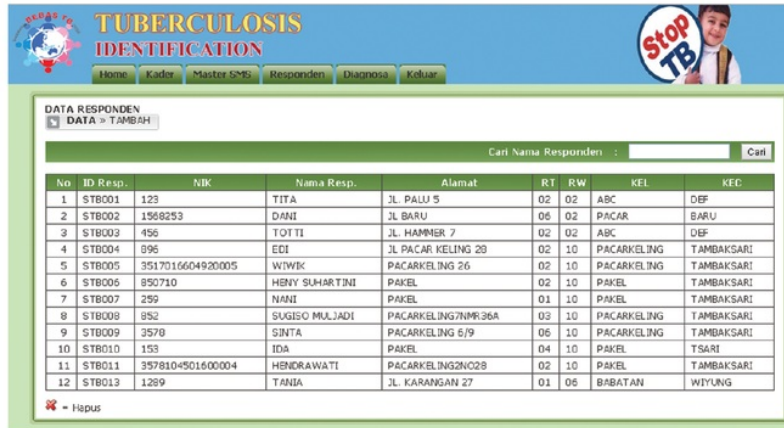 BEBAS TB
TUBERCULOSIS
IDENTIFICATION
Stop TB
Home Kader Master SMS Responden Diagnosa Keluar
DATA RESPONDEN
DATA » TAMBAH
Cari Nama Responden : Cari
No ID Resp. NIK Nama Resp. Alamat RT RW KEL KEC
1 STB001 123 TITA JL. PALU 5 02 02 ABC DEF
2 STB002 1568253 DANI JL BARU 06 02 PACAR BARU
3 STB003 456 TOTTI JL. HAMMER 7 02 02 ABC DEF
4 STB004 896 EDI JL PACAR KELING 28 02 10 PACARKELING TAMBAKSARI
5 STB005 3517016604920005 WIWIK PACARKELING 26 02 10 PACARKELING TAMBAKSARI
6 STB006 850710 HENY SUHARTINI PAKEL 02 10 PAKEL TAMBAKSARI
7 STB007 259 NANI PAKEL 01 10 PAKEL TAMBAKSARI
8 STB008 852 SUGISO MULJADI PACARKELING7NMR36A 03 10 PACARKELING TAMBAKSARI
9 STB009 3578 SINTA PACARKELING 6/9 06 10 PACARKELING TAMBAKSARI
10 STB010 153 IDA PAKEL 04 10 PAKEL TSARI
11 STB011 3578104501600004 HENDRAWATI PACARKELING2NO28 02 10 PAKEL TAMBAKSARI
12 STB013 1289 TANIA JL. KARANGAN 27 01 06 BABATAN WIYUNG
= Hapus